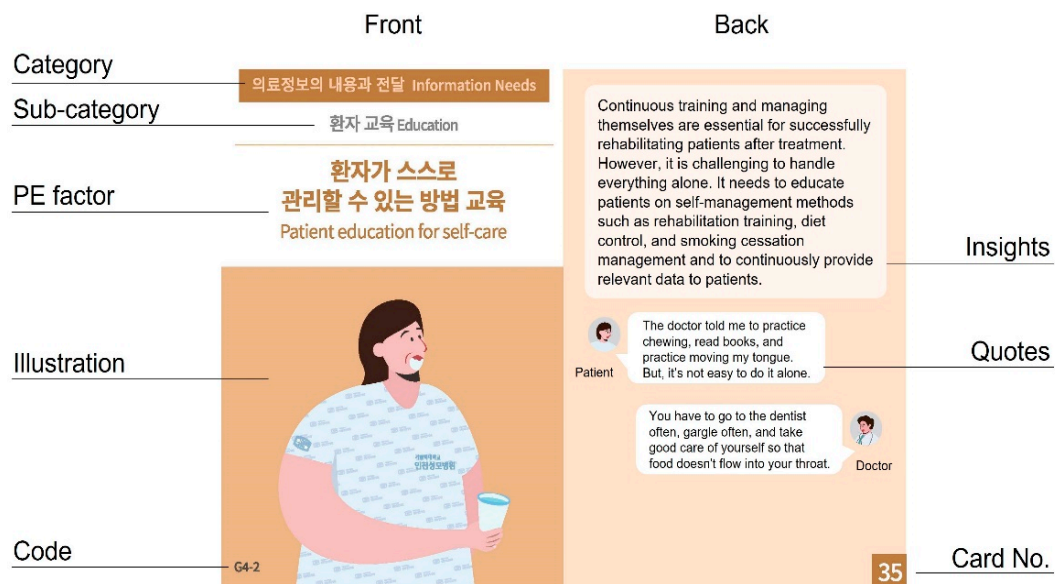 Front
Back
Category
의료정보의 내용과 전달 Information Needs
Sub-category
환자 교육 Education
PE factor
환자가 스스로
관리할 수 있는 방법 교육
Patient education for self-care
Illustration
가톨릭대학교
인천성모병원
Code
G4-2
Continuous training and managing
themselves are essential for successfully
rehabilitating patients after treatment.
However, it is challenging to handle
everything alone. It needs to educate
patients on self-management methods
such as rehabilitation training, diet
control, and smoking cessation
management and to continuously provide
relevant data to patients.
Insights
The doctor told me to practice
chewing, read books, and
practice moving my tongue.
But, it's not easy to do it alone.
Patient
Quotes
You have to go to the dentist
often, gargle often, and take
good care of yourself so that
food doesn't flow into your throat.
Doctor
35
Card No.